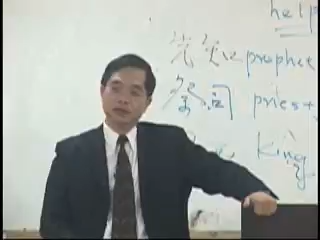 help
先知 prophet
祭司 priest
King